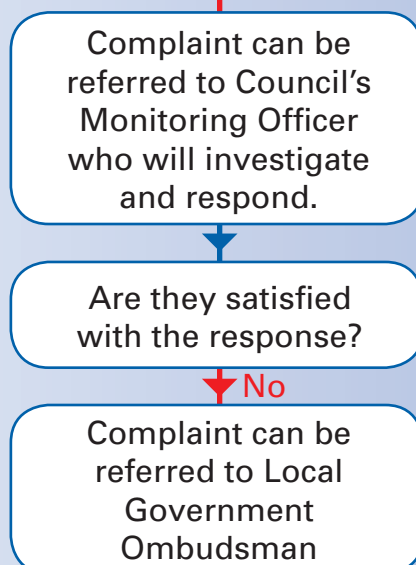 Complaint can be
referred to Council’s
Monitoring Officer
who will investigate
and respond.
Are they satisfied
with the response?
No
Complaint can be
referred to Local
Government
Ombudsman